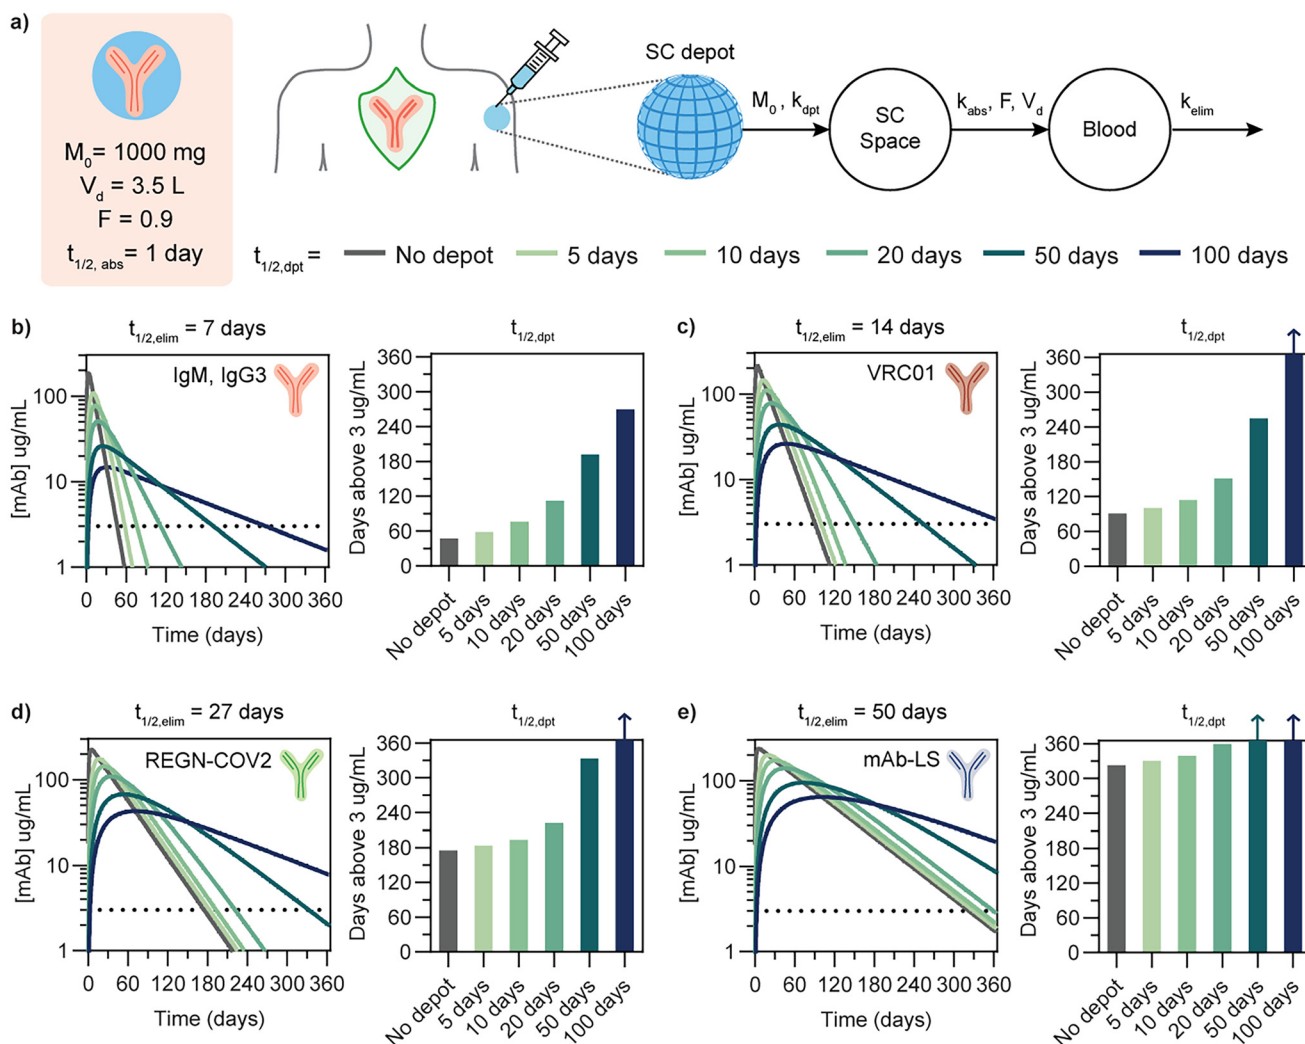 a)
M0 = 1000 mg
Vd = 3.5 L
F = 0.9
t1/2, abs = 1 day
SC depot
M0, kdpt
SC
Space
kabs, F, Vd
Blood
kelim
t1/2,dpt = No depot 5 days 10 days 20 days 50 days 100 days
b)
t1/2,elim = 7 days
IgM, IgG3
[mAb] ug/mL
100
10
1
0 60 120 180 240 300 360
Time (days)
t1/2,dpt
Days above 3 ug/mL
360
300
240
180
120
60
0
No depot
5 days
10 days
20 days
50 days
100 days
c)
t1/2,elim = 14 days
VRC01
[mAb] ug/mL
100
10
1
0 60 120 180 240 300 360
Time (days)
t1/2,dpt
Days above 3 ug/mL
360
300
240
180
120
60
0
No depot
5 days
10 days
20 days
50 days
100 days
d)
t1/2,elim = 27 days
REGN-COV2
[mAb] ug/mL
100
10
1
0 60 120 180 240 300 360
Time (days)
t1/2,dpt
Days above 3 ug/mL
360
300
240
180
120
60
0
No depot
5 days
10 days
20 days
50 days
100 days
e)
t1/2,elim = 50 days
mAb-LS
[mAb] ug/mL
100
10
1
0 60 120 180 240 300 360
Time (days)
t1/2,dpt
Days above 3 ug/mL
360
300
240
180
120
60
0
No depot
5 days
10 days
20 days
50 days
100 days